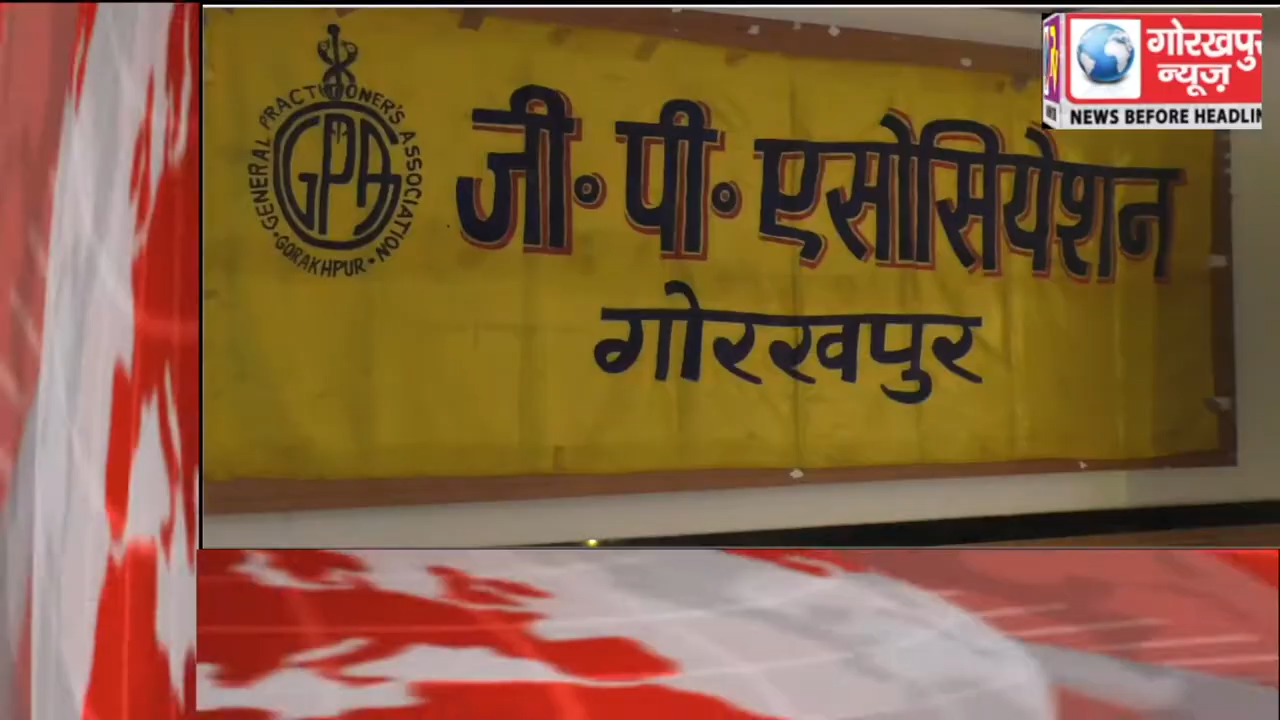 GENERAL PRACTITIONER'S ASSOCIATION
GPA
• GORAKHPUR •
जी॰ पी॰ एसोसियेशन
गोरखपुर
गोरखपु
न्यूज़
NEWS BEFORE HEADLIN